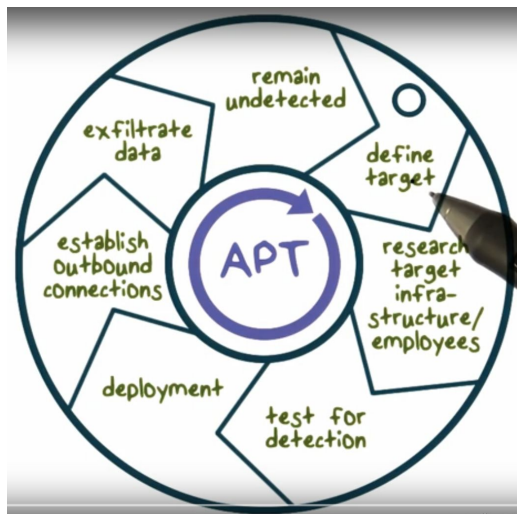 remain
undetected
define
target
research
target
infra-
structure/
employees
test for
detection
deployment
establish
outbound
connections
exfiltrate
data
APT